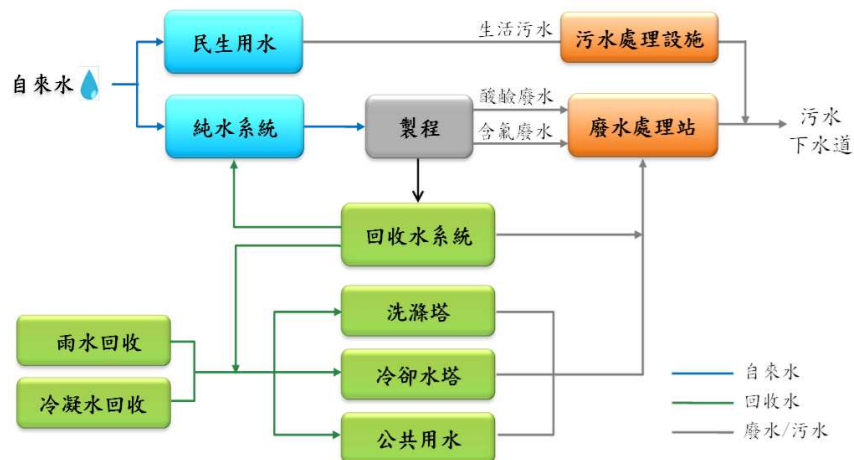 民生用水
生活污水
污水處理設施
自來水
純水系統
製程
酸鹼廢水
含氟廢水
廢水處理站
污水
下水道
回收水系統
洗滌塔
雨水回收
冷卻水塔
冷凝水回收
公共用水
自來水
回收水
廢水/污水